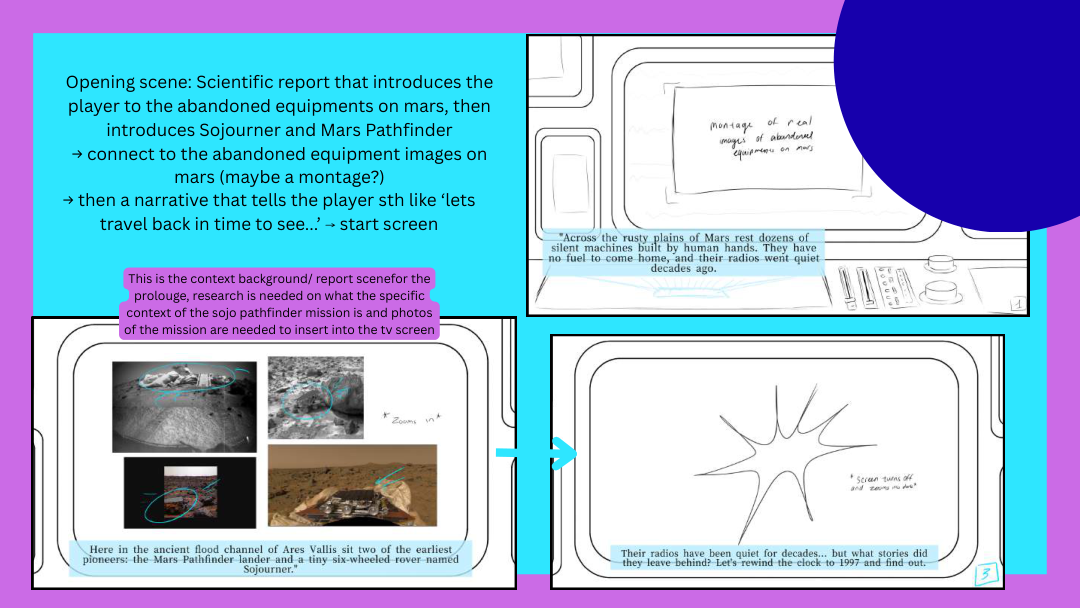 Opening scene: Scientific report that introduces the
player to the abandoned equipments on mars, then
introduces Sojourner and Mars Pathfinder
→ connect to the abandoned equipment images on
mars (maybe a montage?)
→ then a narrative that tells the player sth like ‘lets
travel back in time to see...’ → start screen
This is the context background/ report scenefor the
prolouge, research is needed on what the specific
context of the sojo pathfinder mission is and photos
of the mission are needed to insert into the tv screen
montage of real
images of abandoned
equipments on mars
"Across the rusty plains of Mars rest dozens of
silent machines built by human hands. They have
no fuel to come home, and their radios went quiet
decades ago.
1
*Zooms in*
Here in the ancient flood channel of Ares Vallis sit two of the earliest
pioneers: the Mars Pathfinder lander and a tiny six-wheeled rover named
Sojourner."
*Screen turns off
and
Their radios have been quiet for decades... but what stories did
they leave behind? Let's rewind the clock to 1997 and find out.
3